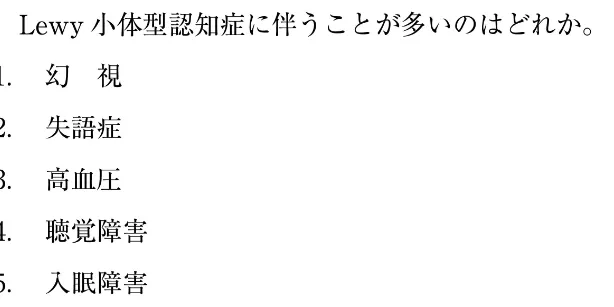 Lewy 小体型認知症に伴うことが多いのはどれか。
1. 幻　視
2. 失語症
3. 高血圧
4. 聴覚障害
5. 入眠障害